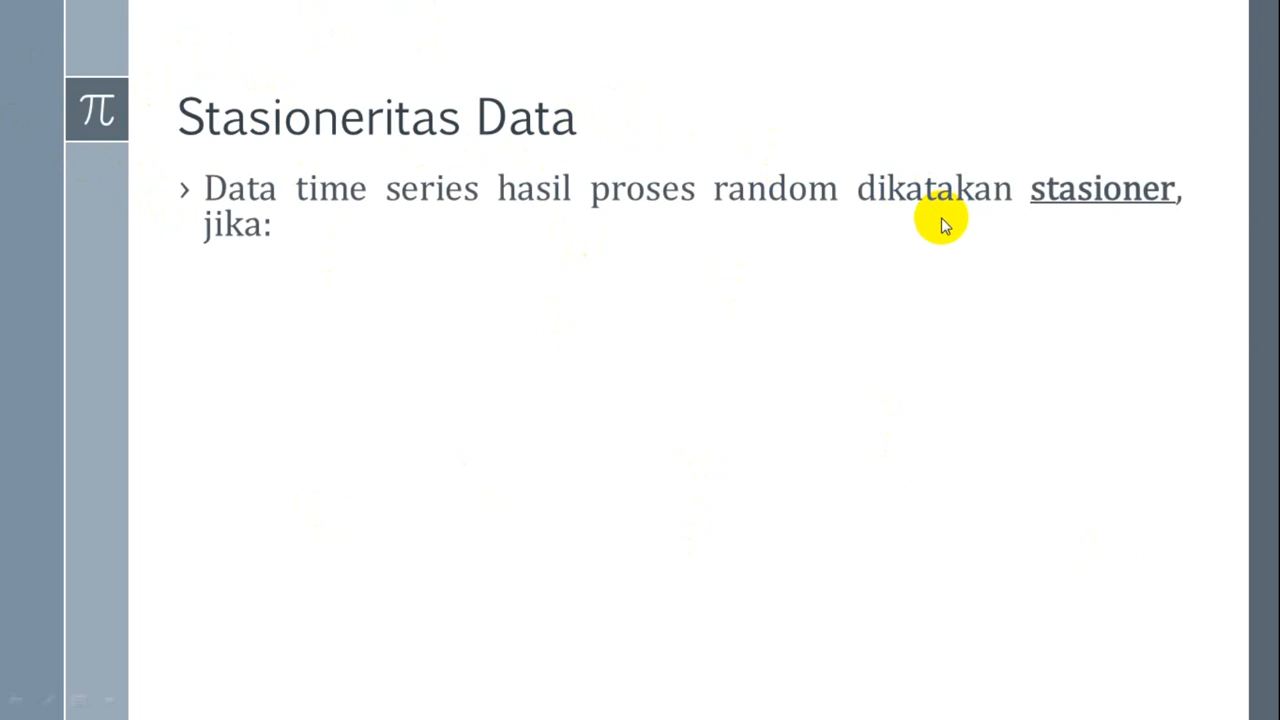 π
Stasioneritas Data
› Data time series hasil proses random dikatakan stasioner,
jika: